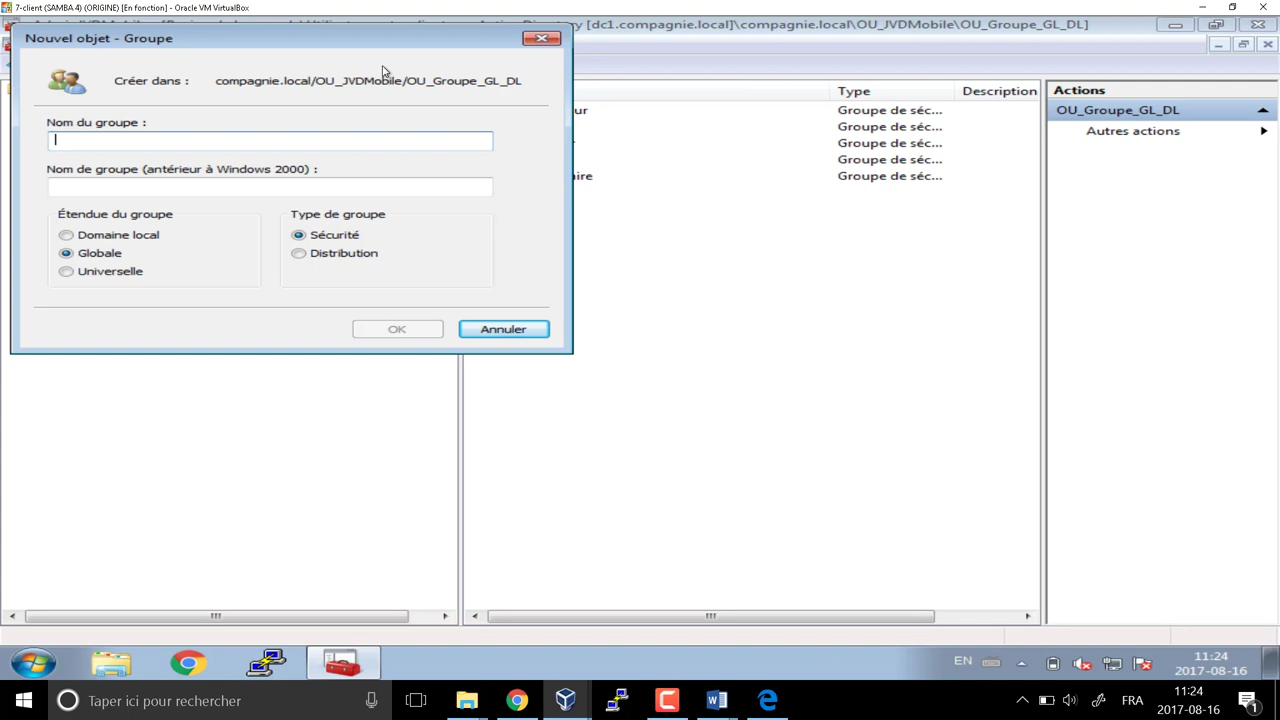 7-client (SAMBA 4) (ORIGINE) [En fonction] - Oracle VM VirtualBox
[dc1.compagnie.local]\compagnie.local\OU_JVDMobile\OU_Groupe_GL_DL]
Nouvel objet - Groupe
Créer dans : compagnie.local/OU_JVDMobile/OU_Groupe_GL_DL
Nom du groupe :
Nom de groupe (antérieur à Windows 2000) :
Étendue du groupe
Domaine local
Globale
Universelle
Type de groupe
Sécurité
Distribution
OK
Annuler
Type
Description
ur
Groupe de séc...
Groupe de séc...
Groupe de séc...
Groupe de séc...
ire
Groupe de séc...
Actions
OU_Groupe_GL_DL
Autres actions
EN
11:24
2017-08-16
Taper ici pour rechercher
FRA
11:24
2017-08-16
1